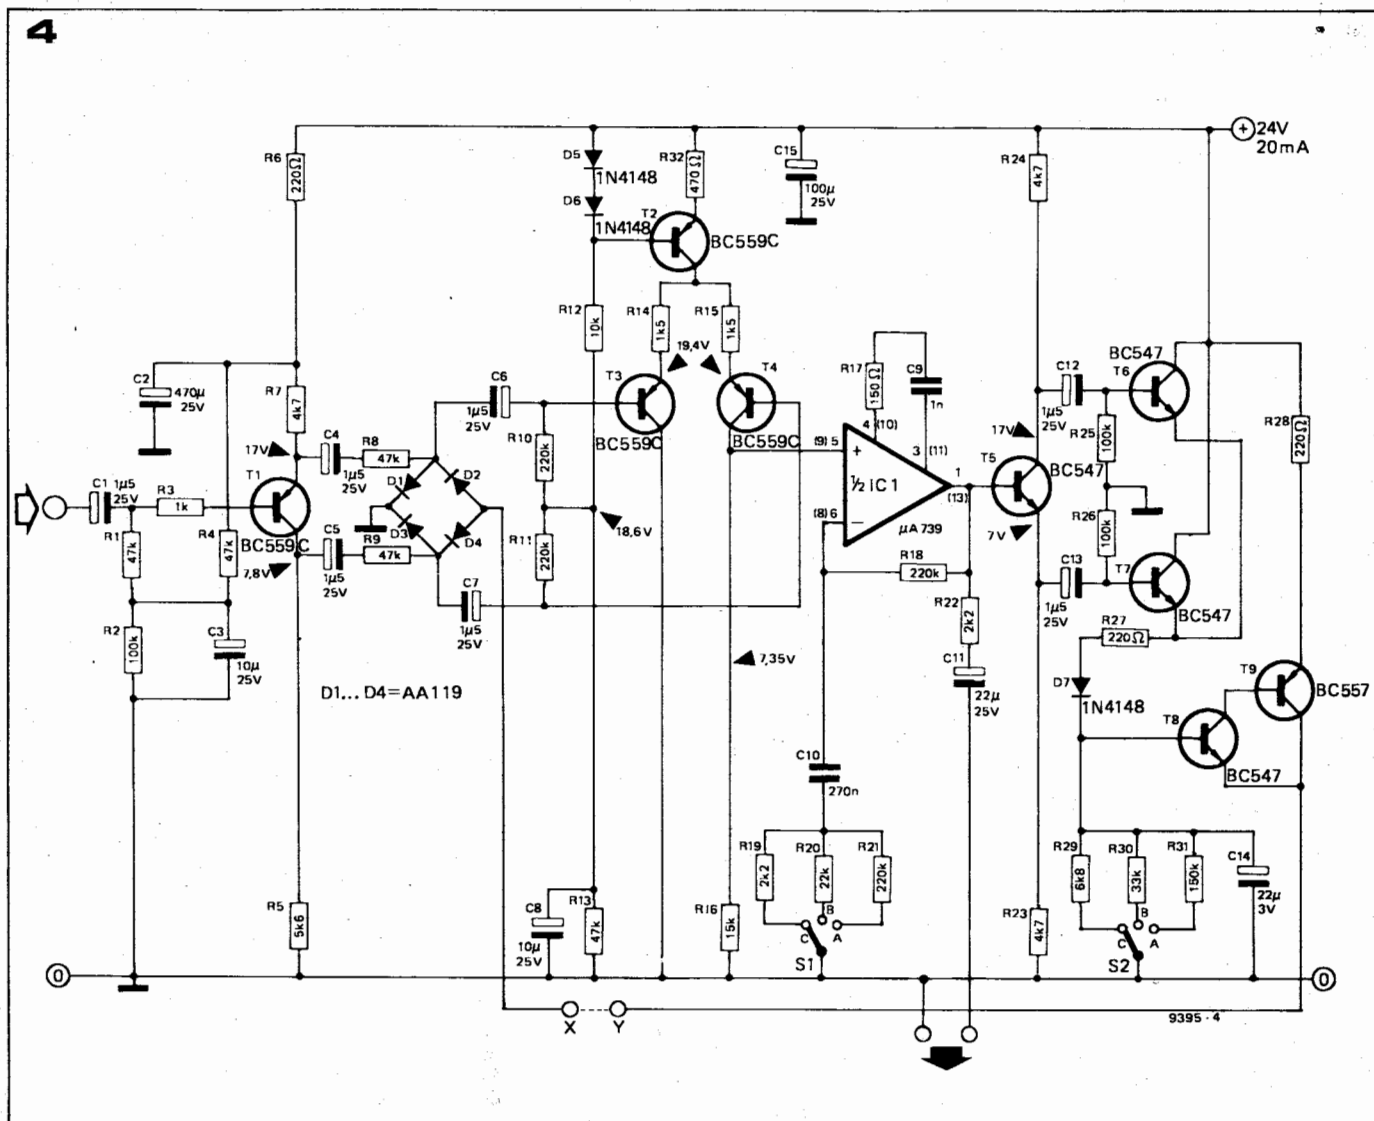 4
24V
20mA
R6
220Ω
D5
1N4148
D6
1N4148
R32
470Ω
T2
BC559C
C15
100µ
25V
R24
4k7
R12
10k
R14
1k5
R15
1k5
19,4V
T3
BC559C
T4
BC559C
C2
470µ
25V
R7
4k7
17V
C4
1µ5
25V
R8
47k
C6
1µ5
25V
R10
220k
R11
220k
18,6V
C1
1µ5
25V
R3
1k
T1
BC559C
R1
47k
R4
47k
7,8V
C5
1µ5
25V
R9
47k
D1
D2
D3
D4
C7
1µ5
25V
R2
100k
C3
10µ
25V
D1...D4=AA119
R17
150Ω
C9
1n
4
(10)
3
(11)
(9) 5
+
½ iC 1
1
(13)
(8) 6
−
µA739
R18
220k
R22
2k2
C11
22µ
25V
7,35V
C10
270n
T5
BC547
17V
7V
C12
1µ5
25V
R25
100k
R26
100k
C13
1µ5
25V
BC547
T6
T7
BC547
R28
220Ω
R27
220Ω
D7
1N4148
T8
BC547
T9
BC557
R5
5k6
C8
10µ
25V
R13
47k
R16
15k
R19
2k2
R20
22k
R21
220k
C
B
A
S1
R23
4k7
R29
6k8
R30
33k
R31
150k
C14
22µ
3V
C
B
A
S2
0
0
X
Y
9395-4